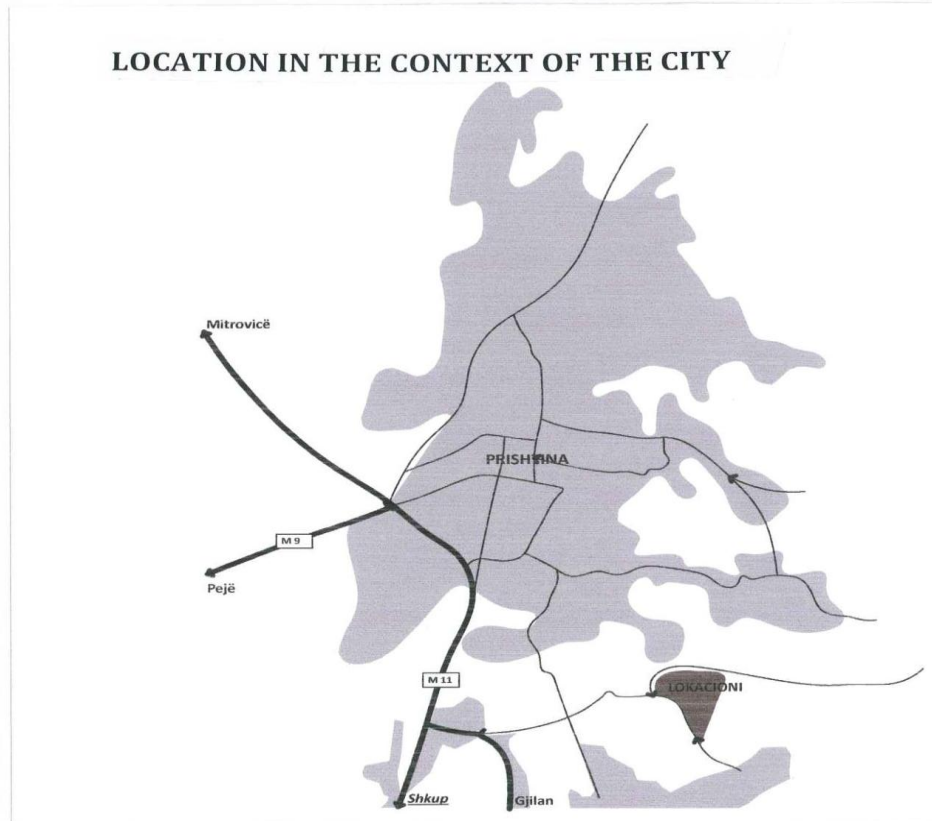 LOCATION IN THE CONTEXT OF THE CITY
Mitrovicë
PRISHTINA
M 9
Pejë
M 11
LOKACIONI
Shkup
Gjilan